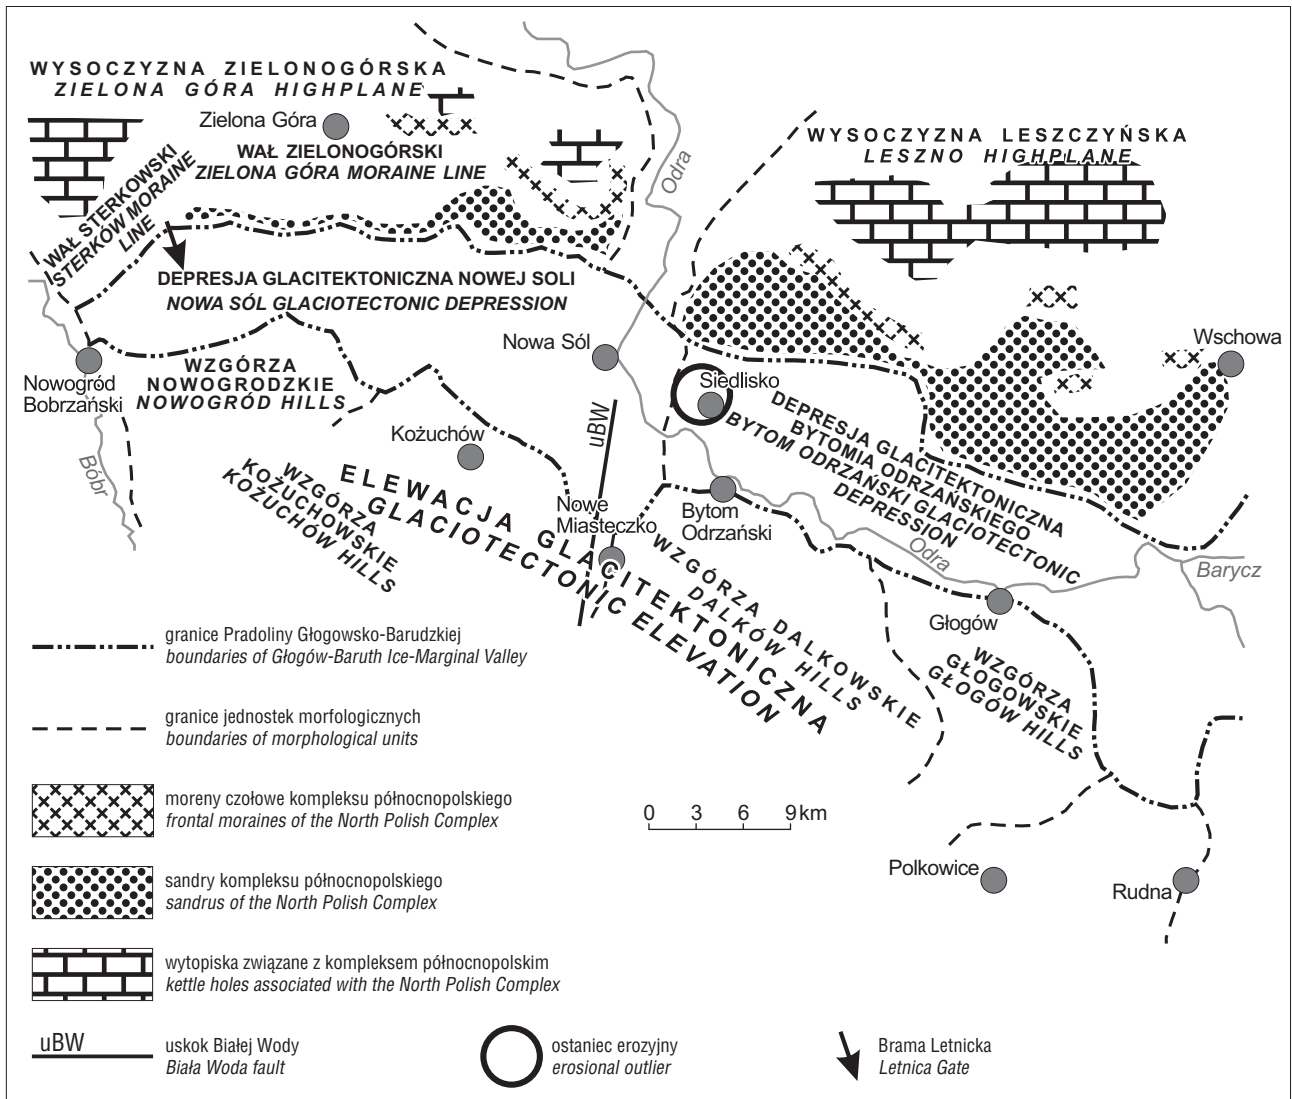 WYSOCZYZNA ZIELONOGÓRSKA
ZIELONA GÓRA HIGHPLANE
Zielona Góra
WAŁ ZIELONOGÓRSKI
ZIELONA GÓRA MORAINE LINE
WAŁ STERKOWSKI
STERKÓW MORAINE
LINE
Odra
WYSOCZYZNA LESZCZYŃSKA
LESZNO HIGHPLANE
DEPRESJA GLACITEKTONICZNA NOWEJ SOLI
NOWA SÓL GLACIOTECTONIC DEPRESSION
Nowa Sól
Wschowa
Nowogród
Bobrzański
WZGÓRZA
NOWOGRODZKIE
NOWOGRÓD HILLS
Siedlisko
Kożuchów
uBW
DEPRESJA GLACITEKTONICZNA
BYTOMIA ODRZAŃSKIEGO
BYTOM ODRZAŃSKI GLACIOTECTONIC
DEPRESSION
Bóbr
WZGÓRZA
KOŻUCHOWSKIE
KOŻUCHÓW HILLS
ELEWACJA GLACITEKTONICZNA
GLACIOTECTONIC ELEVATION
Nowe
Miasteczko
Bytom
Odrzański
WZGÓRZA DALKOWSKIE
DALKÓW HILLS
Odra
Barycz
Głogów
WZGÓRZA
GŁOGOWSKIE
GŁOGÓW HILLS
Polkowice
Rudna
granice Pradoliny Głogowsko-Barudzkiej
boundaries of Głogów-Baruth Ice-Marginal Valley
granice jednostek morfologicznych
boundaries of morphological units
moreny czołowe kompleksu północnopolskiego
frontal moraines of the North Polish Complex
0 3 6 9 km
sandry kompleksu północnopolskiego
sandrus of the North Polish Complex
wytopiska związane z kompleksem północnopolskim
kettle holes associated with the North Polish Complex
uBW
uskok Białej Wody
Biała Woda fault
ostaniec erozyjny
erosional outlier
Brama Letnicka
Letnica Gate